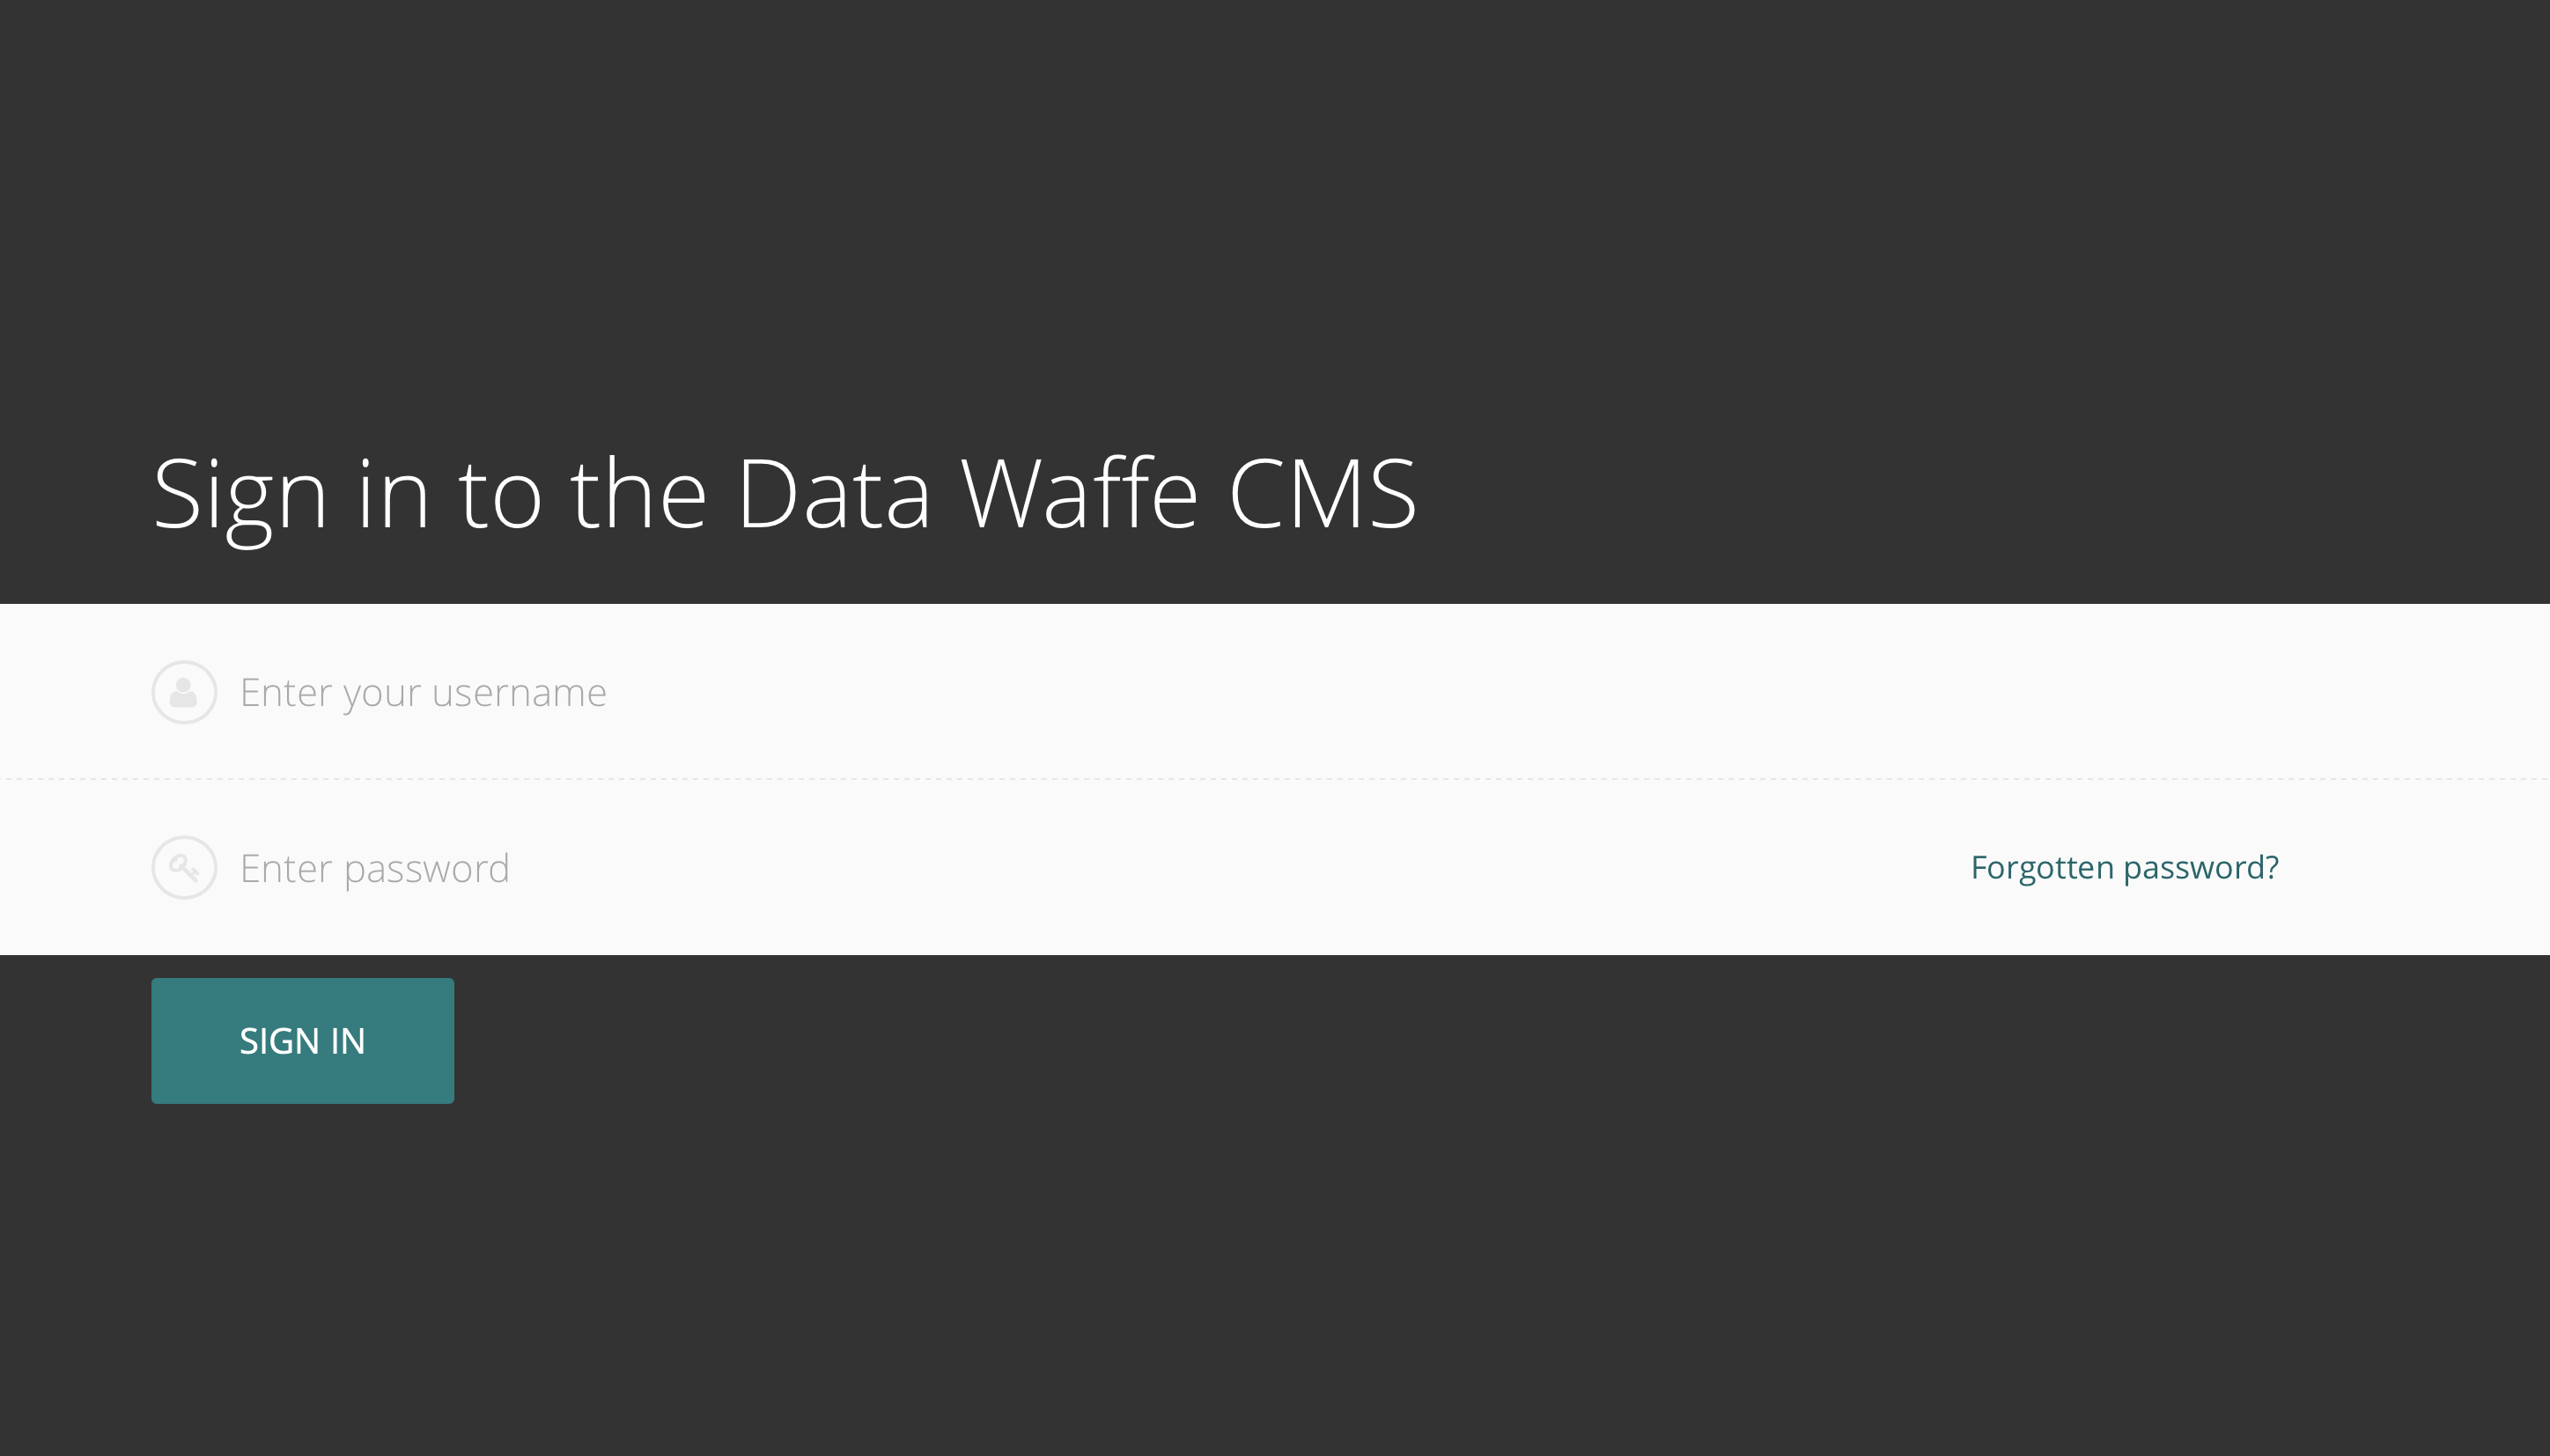 Sign in to the Data Waffe CMS
Enter your username
Enter password
Forgotten password?
SIGN IN